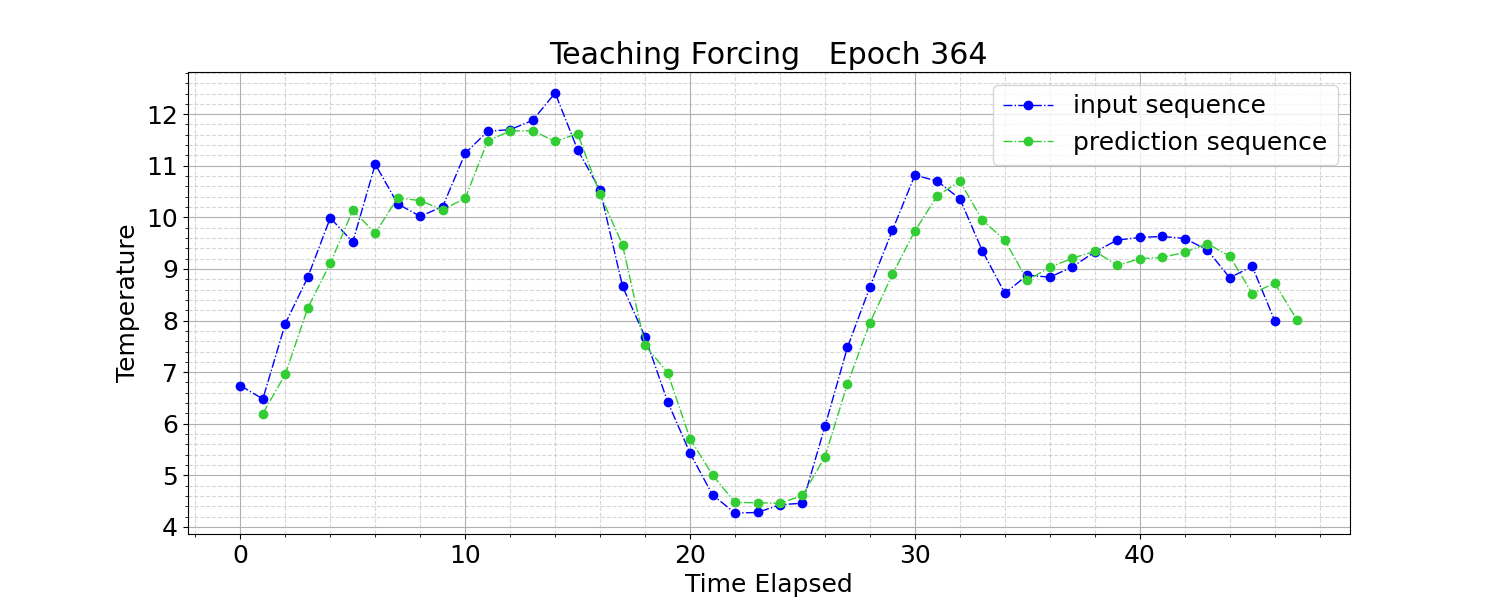 Teaching Forcing   Epoch 364
input sequence
prediction sequence
Temperature
12
11
10
9
8
7
6
5
4
0 10 20 30 40
Time Elapsed